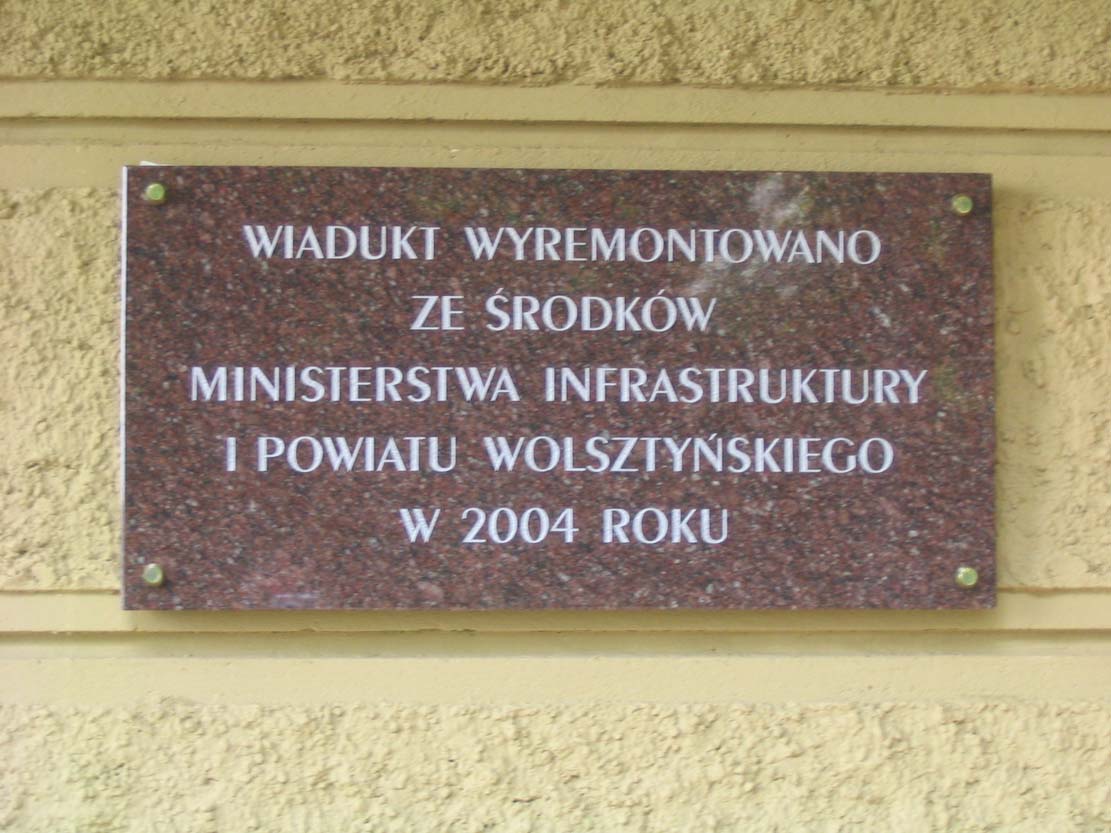 WIADUKT WYREMONTOWANO
ZE ŚRODKÓW
MINISTERSTWA INFRASTRUKTURY
I POWIATU WOLSZTYŃSKIEGO
W 2004 ROKU